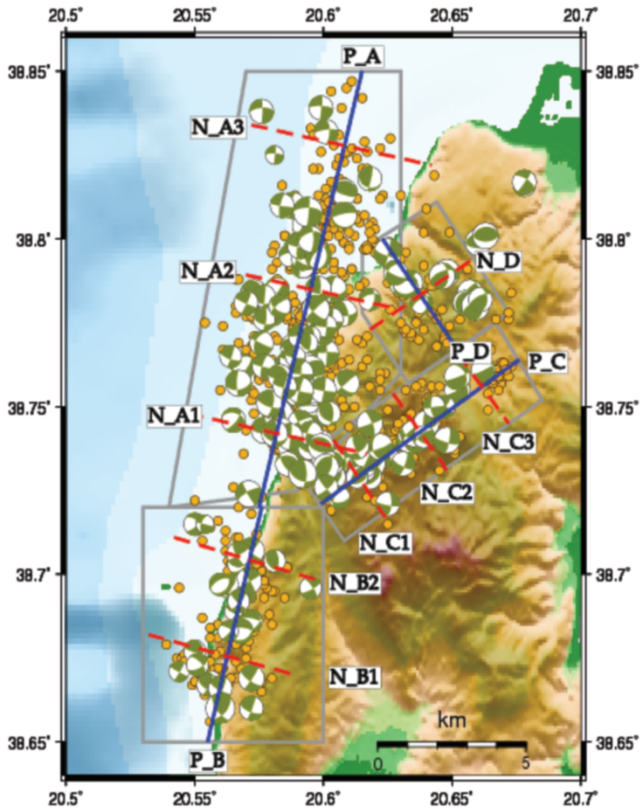 20.5° 20.55° 20.6° 20.65° 20.7°
P_A
38.85° 38.85°
N_A3
38.8° 38.8°
N_D
N_A2
P_D
P_C
38.75° 38.75°
N_A1
N_C3
N_C2
N_C1
38.7° 38.7°
N_B2
N_B1
km
0 5
38.65° 38.65°
P_B
20.5° 20.55° 20.6° 20.65° 20.7°